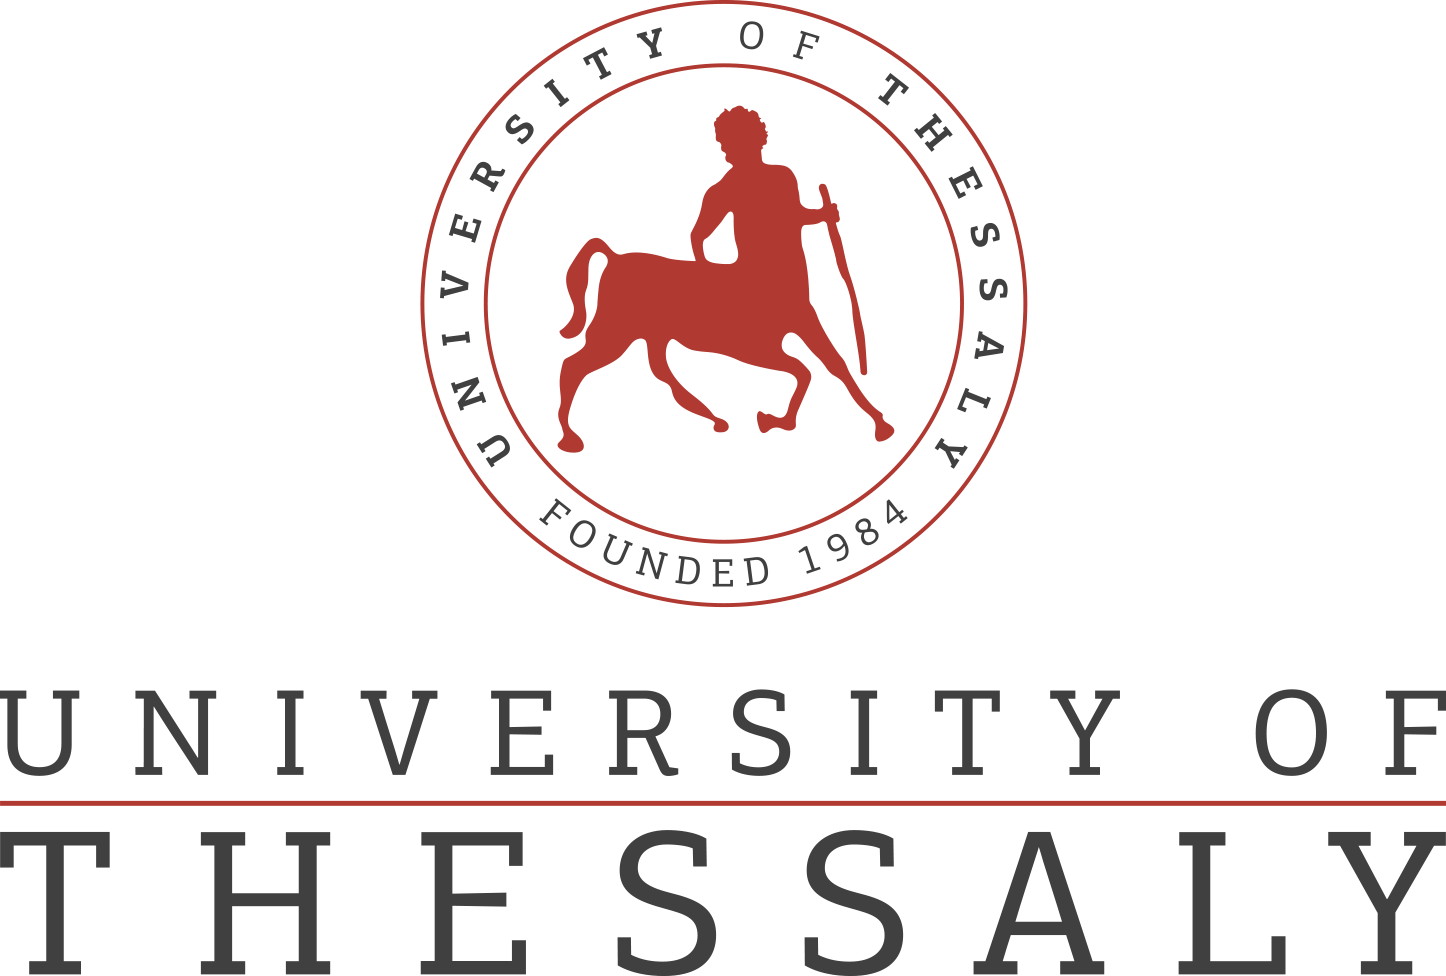 UNIVERSITY OF THESSALY
FOUNDED 1984
UNIVERSITY OF
THESSALY